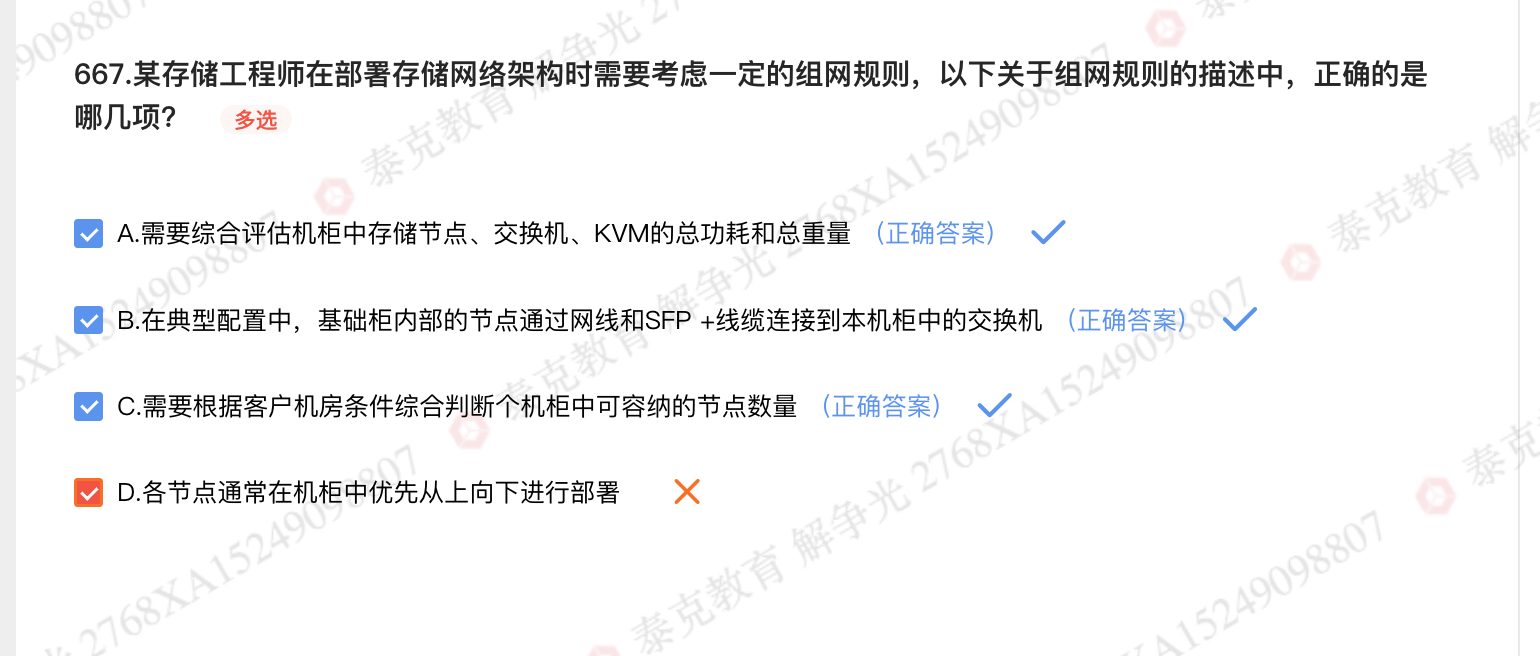 667.某存储工程师在部署存储网络架构时需要考虑一定的组网规则，以下关于组网规则的描述中，正确的是
哪几项？ 多选
A.需要综合评估机柜中存储节点、交换机、KVM的总功耗和总重量 （正确答案）
B.在典型配置中，基础柜内部的节点通过网线和SFP +线缆连接到本机柜中的交换机 （正确答案）
C.需要根据客户机房条件综合判断个机柜中可容纳的节点数量 （正确答案）
D.各节点通常在机柜中优先从上向下进行部署
泰克教育 解争光 2768XA15249098807